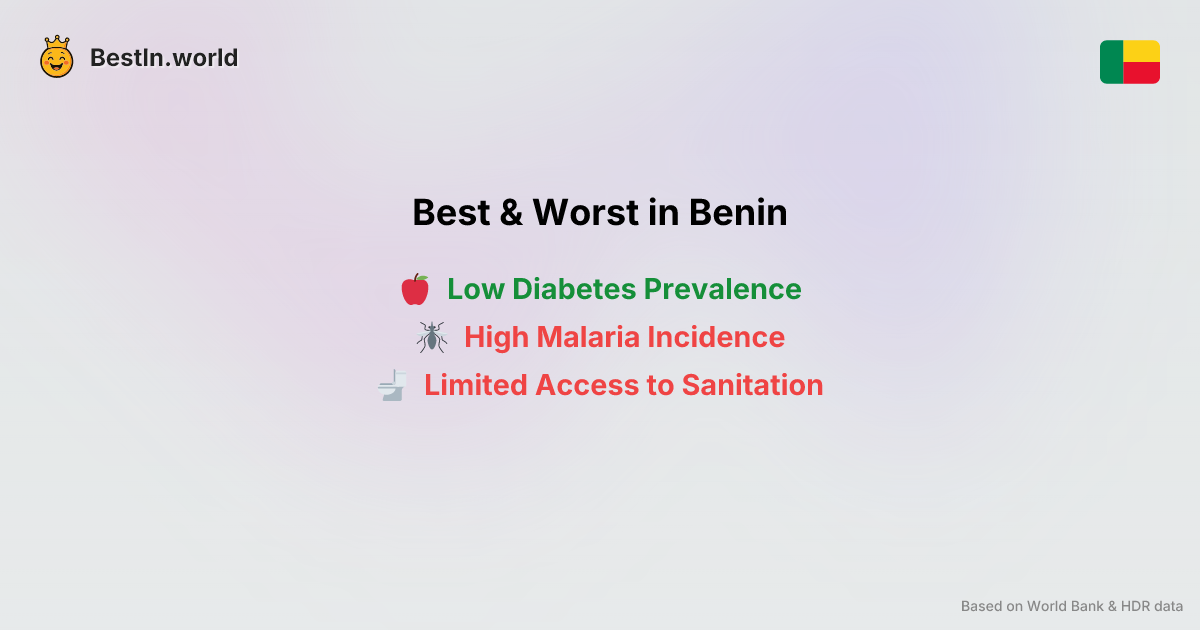 BestIn.world
Best & Worst in Benin
Low Diabetes Prevalence
High Malaria Incidence
Limited Access to Sanitation
Based on World Bank & HDR data